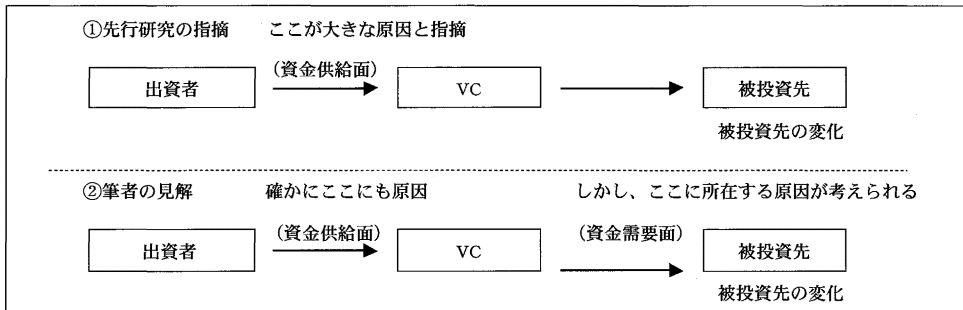 ①先行研究の指摘 ここが大きな原因と指摘
(資金供給面)
出資者 VC 被投資先
被投資先の変化
②筆者の見解 確かにここにも原因 しかし、ここに所在する原因が考えられる
(資金供給面) (資金需要面)
出資者 VC 被投資先
被投資先の変化